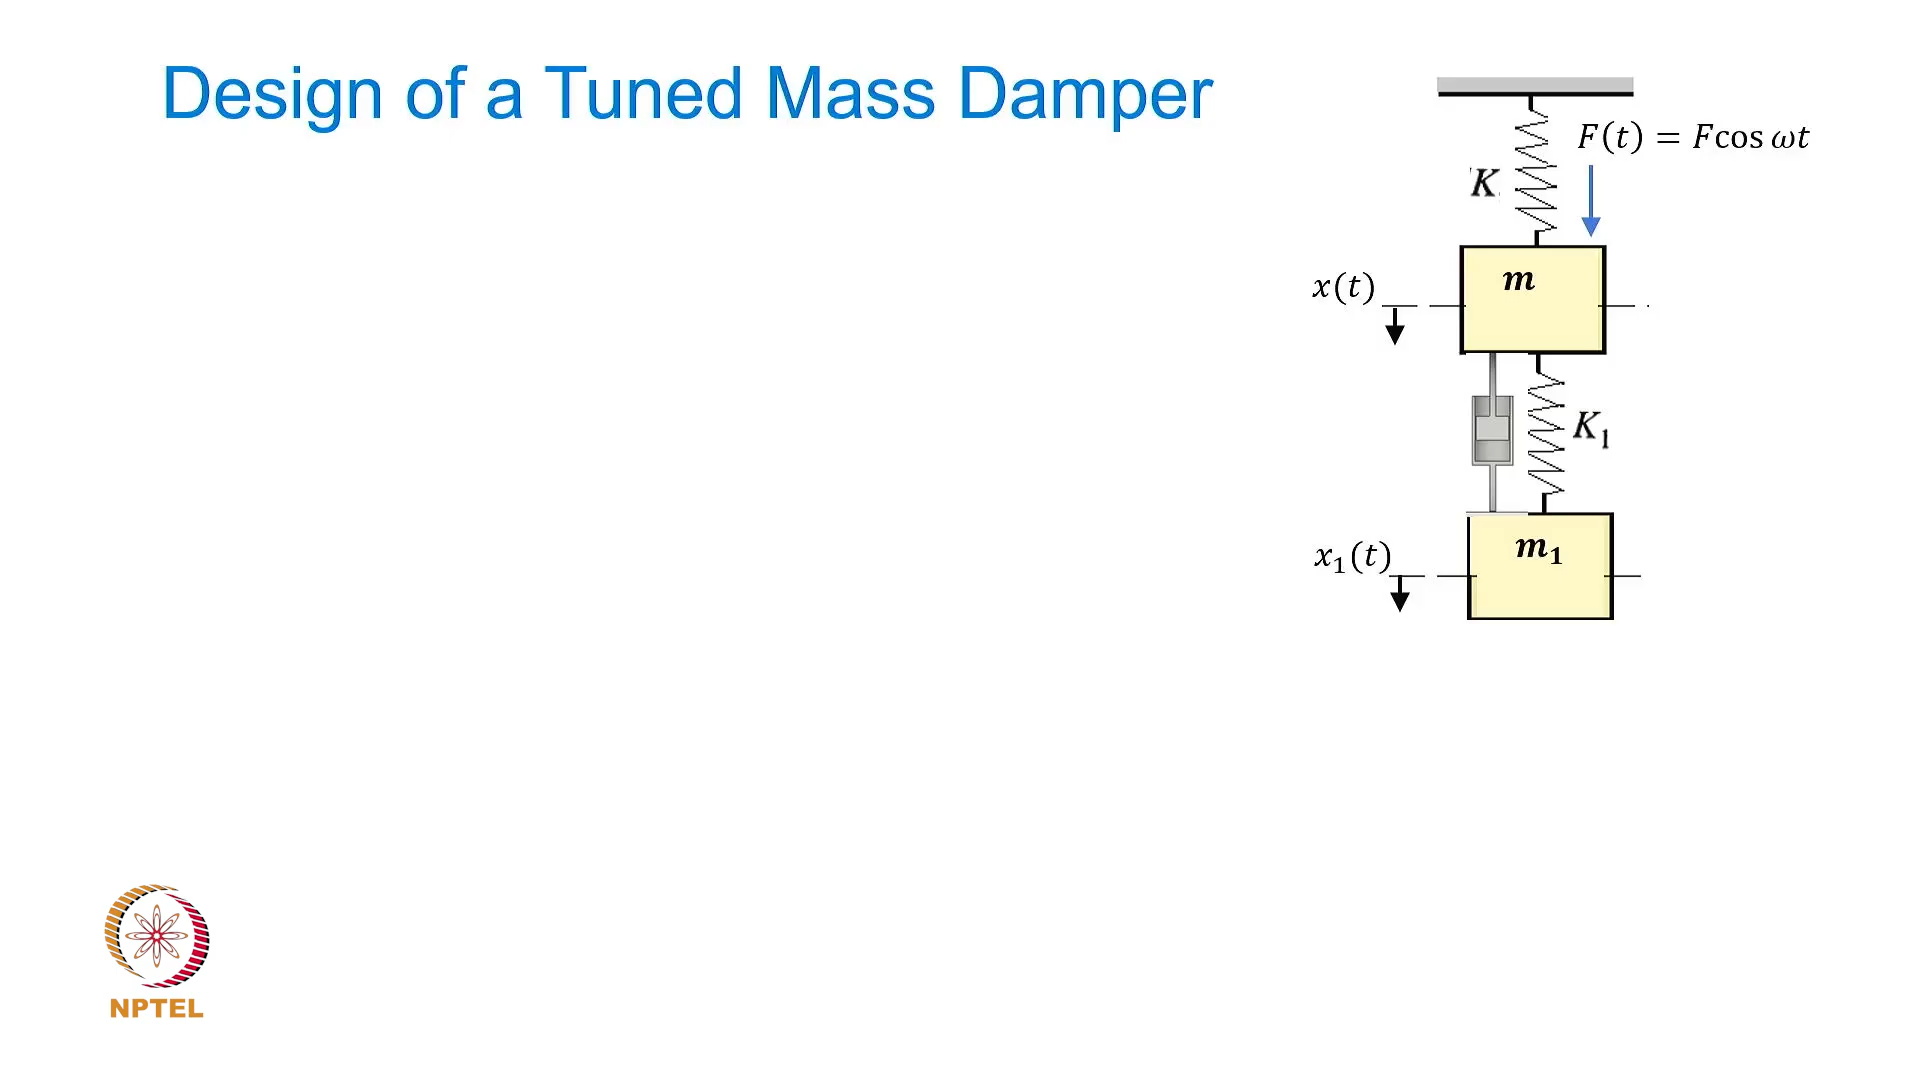 Design of a Tuned Mass Damper
F(t) = Fcos ωt
K
m
x(t)
K₁
m₁
x₁(t)
NPTEL